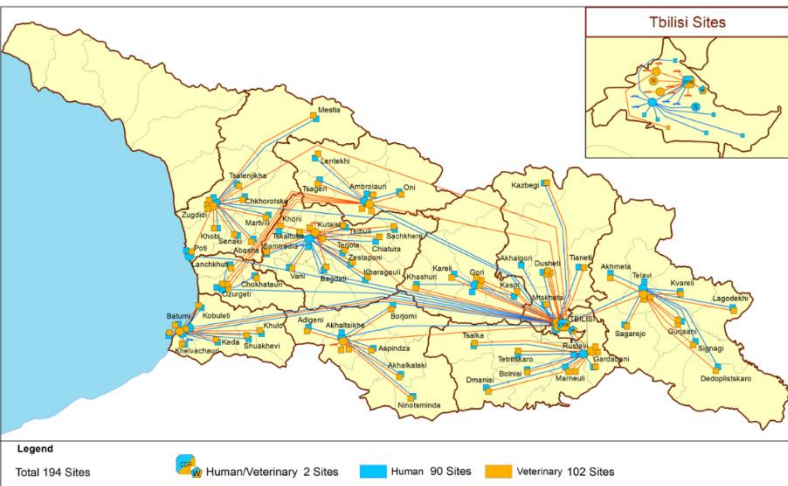 Tbilisi Sites
Mestia
Lentekhi
Tsalenjikha
Tsageri
Ambrolauri
Oni
Kazbegi
Chkhorotsku
Zugdidi
Martvili
Khoni
Kutaisi
Tskaltubo
Tkibuli
Sachkhere
Khobi
Senaki
Abasha
Samtredia
Terjola
Chiatura
Poti
Zestaponi
Lanchkhuti
Vani
Bagdati
Kharagauli
Chokhatauri
Ozurgeti
Akhalgori
Dusheti
Tianeti
Kareli
Gori
Khashuri
Kaspi
Mtskheta
Akhmeta
Telavi
Kvareli
Lagodekhi
Kobuleti
Batumi
Borjomi
TBILISI
Adigeni
Akhaltsikhe
Khulo
Keda
Shuakhevi
Khelvachauri
Aspindza
Tsalka
Rustavi
Sagarejo
Gurjaani
Signagi
Tetritskaro
Gardabani
Akhalkalaki
Bolnisi
Marneuli
Dedoplistskaro
Dmanisi
Ninotsminda
Legend
Total 194 Sites
Human/Veterinary 2 Sites
Human 90 Sites
Veterinary 102 Sites